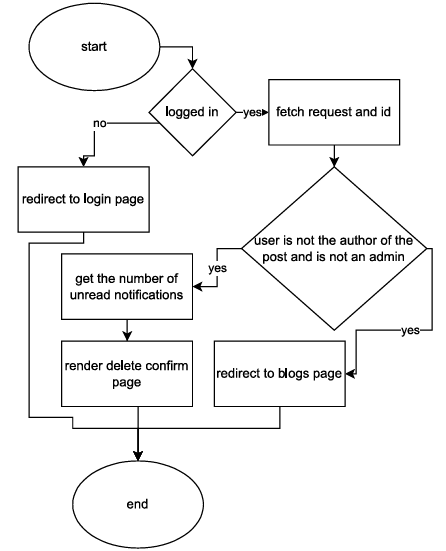 start
logged in
yes
fetch request and id
no
redirect to login page
user is not the author of the
post and is not an admin
yes
get the number of
unread notifications
yes
render delete confirm
page
redirect to blogs page
end